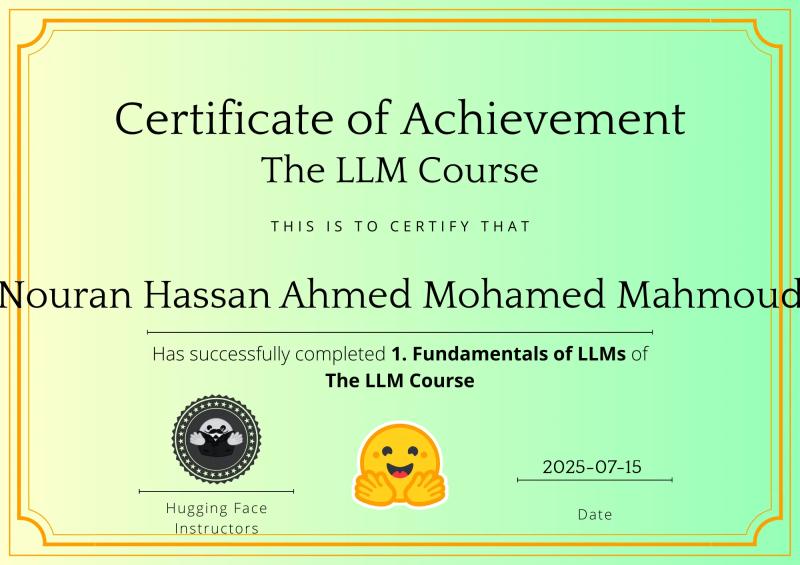 Certificate of Achievement
The LLM Course
THIS IS TO CERTIFY THAT
Nouran Hassan Ahmed Mohamed Mahmoud
Has successfully completed 1. Fundamentals of LLMs of
The LLM Course
2025-07-15
Hugging Face
Instructors
Date